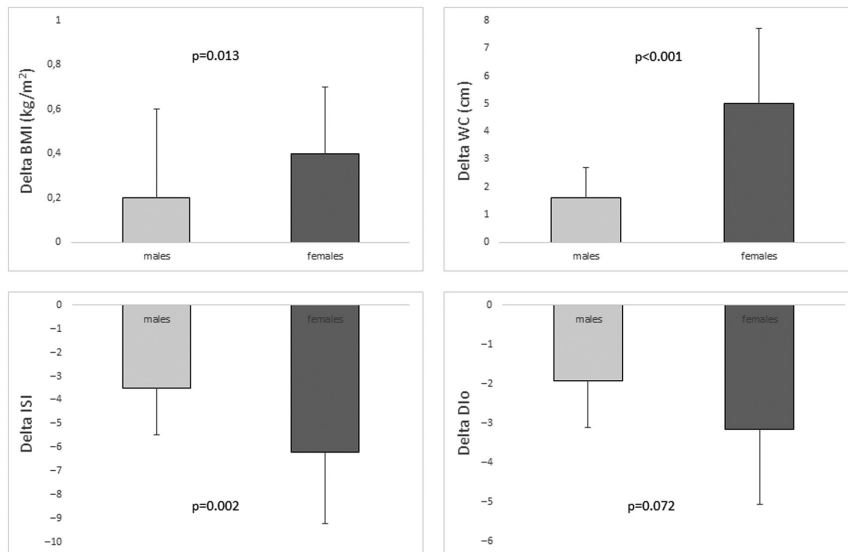 1
0,8
0,6
0,4
0,2
0
Delta BMI (kg/m²)
p=0.013
males
females
8
7
6
5
4
3
2
1
0
Delta WC (cm)
p<0.001
males
females
0
−1
−2
−3
−4
−5
−6
−7
−8
−9
−10
Delta ISI
males
females
p=0.002
0
−1
−2
−3
−4
−5
−6
Delta DIo
males
females
p=0.072